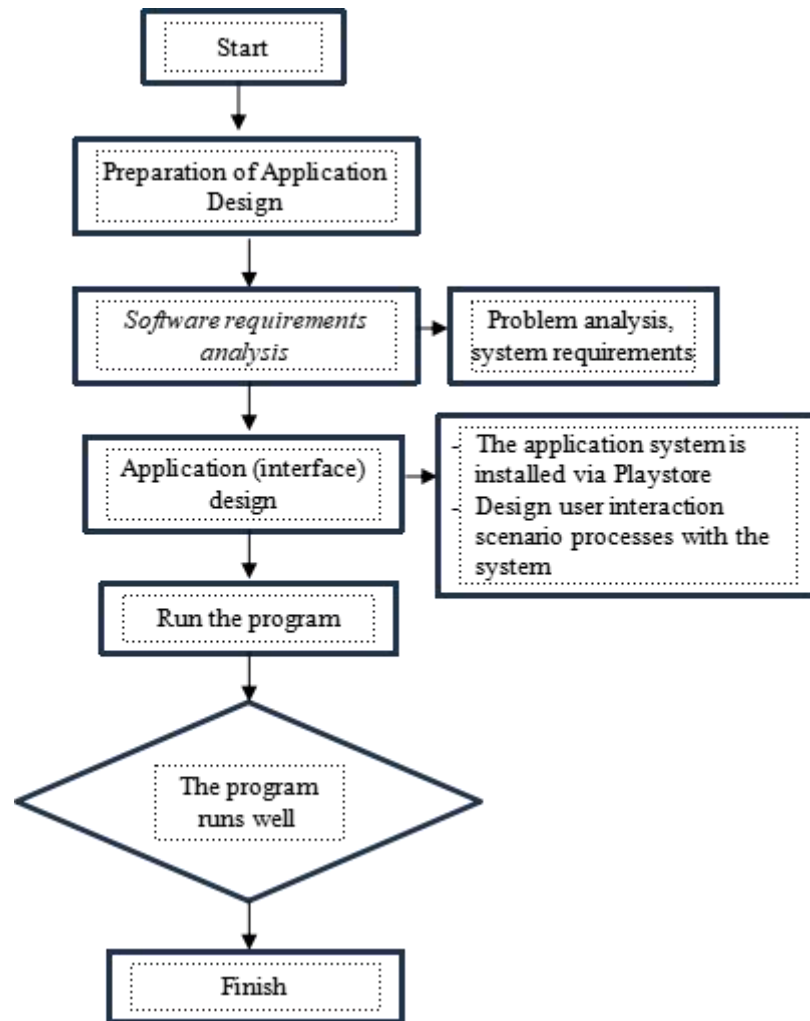 Start
Preparation of Application
Design
Software requirements
analysis
Problem analysis,
system requirements
Application (interface)
design
- The application system is
installed via Playstore
- Design user interaction
scenario processes with the
system
Run the program
The program
runs well
Finish